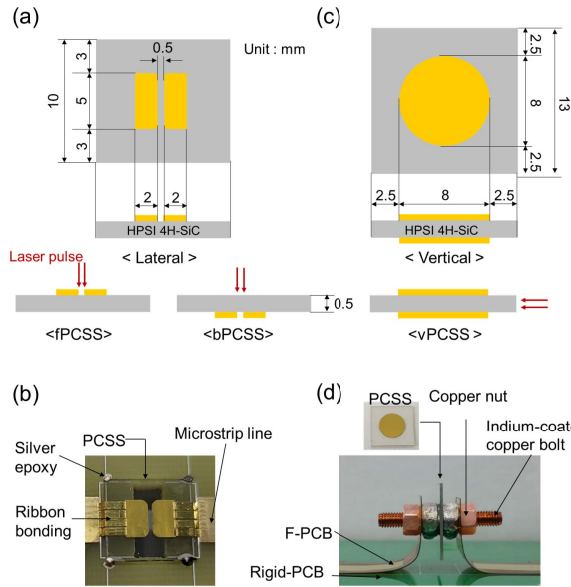 (a)
0.5
Unit : mm
3
10
5
3
2
2
HPSI 4H-SiC
< Lateral >
(c)
2.5
8
13
2.5
2.5
8
2.5
HPSI 4H-SiC
< Vertical >
Laser pulse
0.5
<fPCSS>
<bPCSS>
<vPCSS >
(b)
PCSS
Microstrip line
Silver
epoxy
Ribbon
bonding
(d)
PCSS
Copper nut
Indium-coat
copper bolt
F-PCB
Rigid-PCB